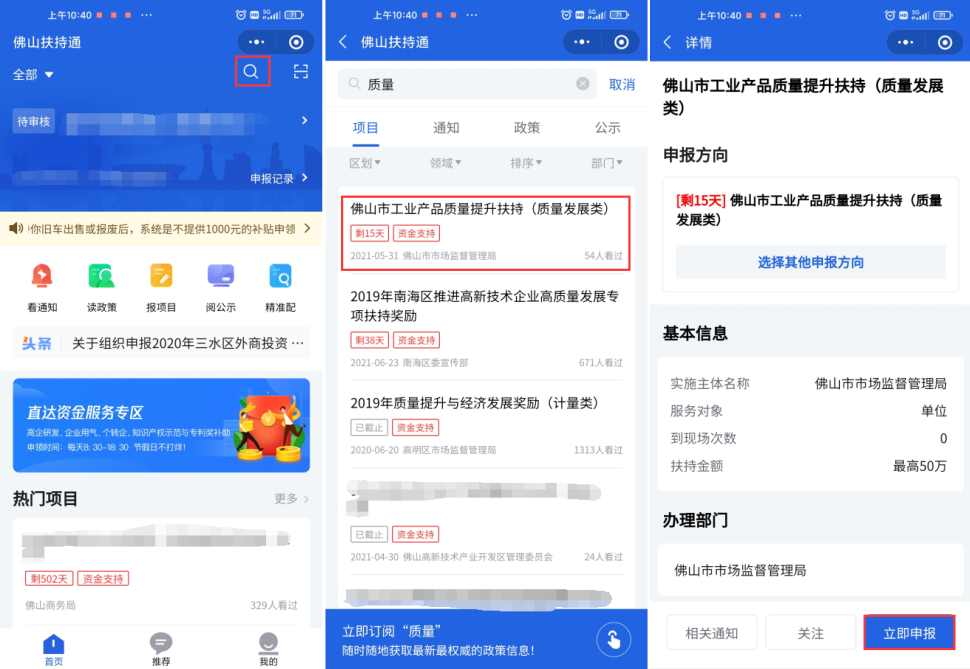 上午10:40
佛山扶持通
全部
待审核
申报记录
你旧车出售或报废后，系统是不提供1000元的补贴申领
看通知 读政策 报项目 阅公示 精准配
头条 关于组织申报2020年三水区外商投资 ···
直达资金服务专区
高企研发、企业用气、个转企、知识产权示范与专利奖补助
申领时间：每天8:30-18:30 节假日不打烊！
热门项目 更多
剩502天 资金支持
佛山商务局 329人看过
首页 推荐 我的
上午10:40
佛山扶持通
质量 取消
项目 通知 政策 公示
区划 领域 排序 部门
佛山市工业产品质量提升扶持（质量发展类）
剩15天 资金支持
2021-05-31 佛山市市场监督管理局 54人看过
2019年南海区推进高新技术企业高质量发展专
项扶持奖励
剩38天 资金支持
2021-06-23 南海区委宣传部 671人看过
2019年质量提升与经济发展奖励（计量类）
已截止 资金支持
2020-06-20 高明区市场监督管理局 1313人看过
已截止 资金支持
2021-04-30 佛山高新技术产业开发区管理委员会 24人看过
立即订阅“质量”
随时随地获取最新最权威的政策信息！
上午10:40
详情
佛山市工业产品质量提升扶持（质量发展
类）
申报方向
[剩15天] 佛山市工业产品质量提升扶持（质量
发展类）
选择其他申报方向
基本信息
实施主体名称 佛山市市场监督管理局
服务对象 单位
到现场次数 0
扶持金额 最高50万
办理部门
佛山市市场监督管理局
相关通知 关注 立即申报